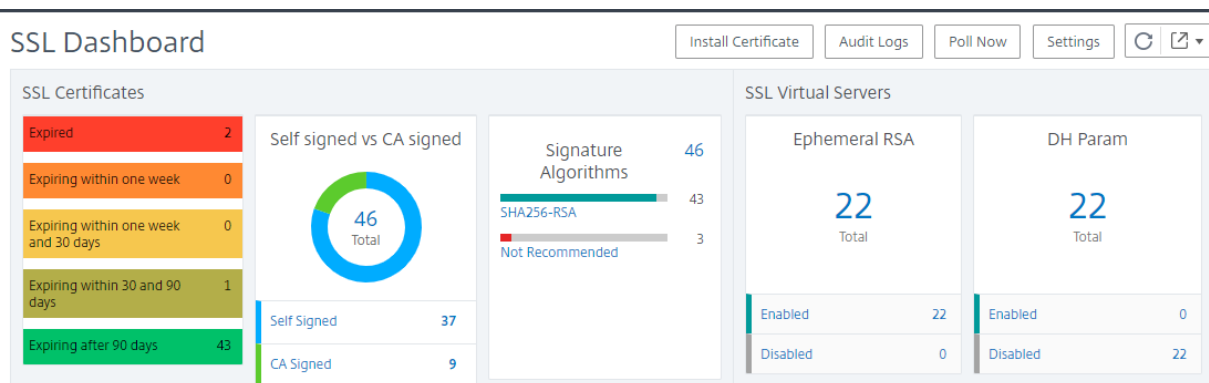 SSL Dashboard
Install Certificate
Audit Logs
Poll Now
Settings
SSL Certificates
Expired 2
Expiring within one week 0
Expiring within one week
and 30 days 0
Expiring within 30 and 90
days 1
Expiring after 90 days 43
Self signed vs CA signed
46
Total
Self Signed 37
CA Signed 9
Signature
Algorithms 46
SHA256-RSA 43
Not Recommended 3
SSL Virtual Servers
Ephemeral RSA
22
Total
Enabled 22
Disabled 0
DH Param
22
Total
Enabled 0
Disabled 22